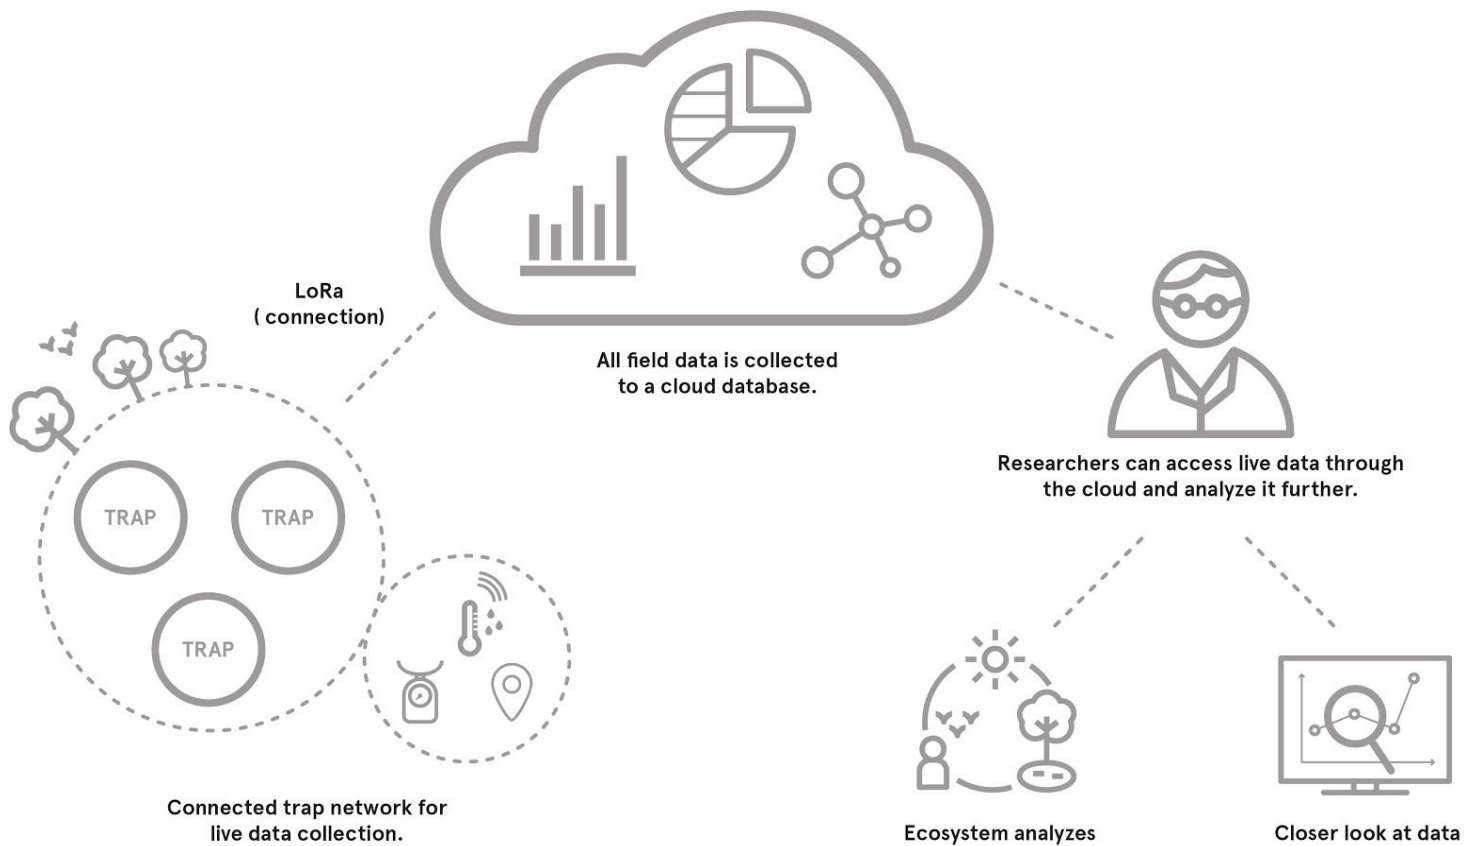 LoRa
( connection)
All field data is collected
to a cloud database.
Researchers can access live data through
the cloud and analyze it further.
TRAP
TRAP
TRAP
Connected trap network for
live data collection.
Ecosystem analyzes
Closer look at data